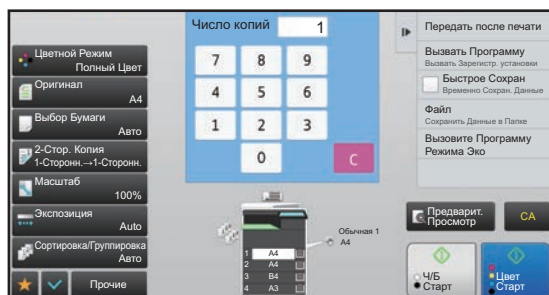 Число копий 1
Цветной Режим
Полный Цвет
Оригинал
A4
Выбор Бумаги
Авто
2-Стор. Копия
1-Сторонн.→1-Сторонн.
Масштаб
100%
Экспозиция
Auto
Сортировка/Группировка
Авто
Прочие
7 8 9
4 5 6
1 2 3
0 C
Обычная 1
A4
1 A4
2 A4
3 B4
4 A3
Передать после печати
Вызвать Программу
Вызвать Зарегистр. установки
Быстрое Сохран
Временно Сохран. Данные
Файл
Сохранить Данные в Папке
Вызовите Программу
Режима Эко
Предварит.
Просмотр
CA
Ч/Б
Старт
Цвет
Старт